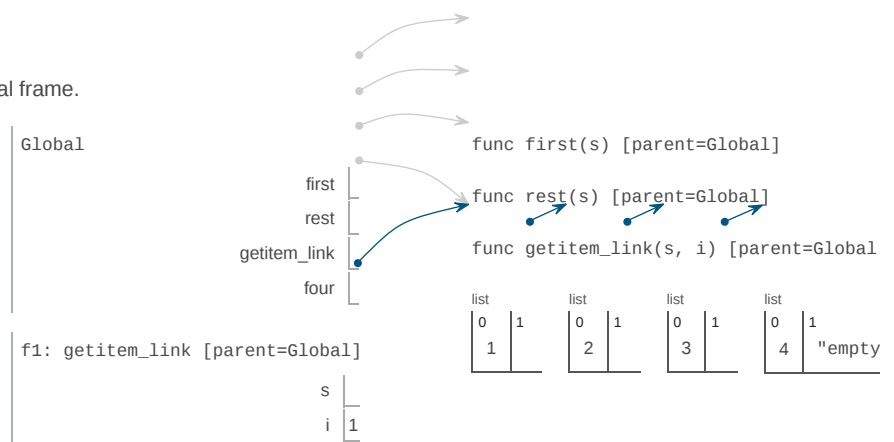 al frame.
Global
first
rest
getitem_link
four
func first(s) [parent=Global]
func rest(s) [parent=Global]
func getitem_link(s, i) [parent=Global
list list list list
0 1 0 1 0 1 0 1
1 2 3 4 "empty
f1: getitem_link [parent=Global]
s
i 1